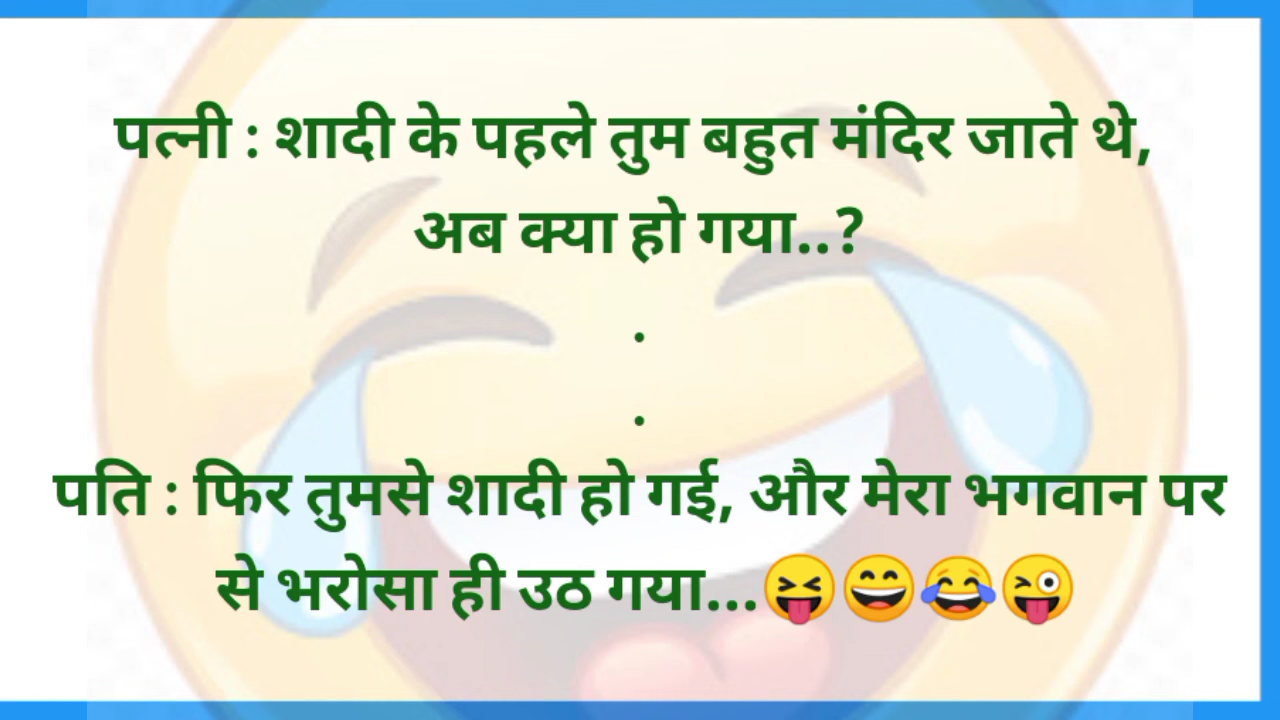 पत्नी : शादी के पहले तुम बहुत मंदिर जाते थे,
अब क्या हो गया..?
.
.
पति : फिर तुमसे शादी हो गई, और मेरा भगवान पर
से भरोसा ही उठ गया...😝😄😂😜